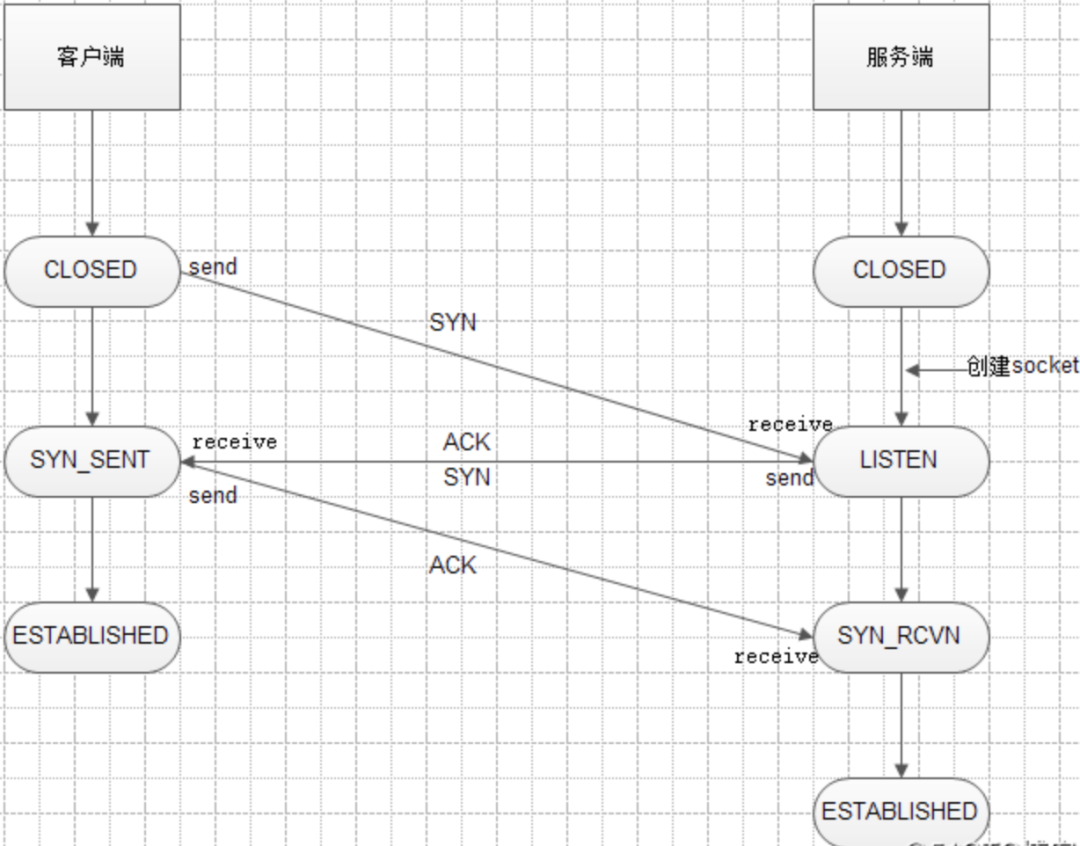 客户端
服务端
CLOSED
send
CLOSED
SYN
创建socket
receive
receive
ACK
SYN_SENT
LISTEN
SYN
send
send
ACK
ESTABLISHED
SYN_RCVN
receive
ESTABLISHED